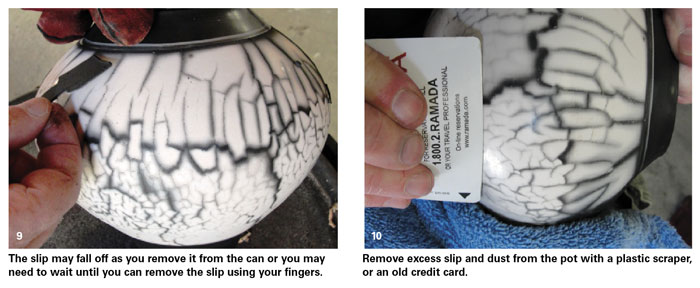 9
The slip may fall off as you remove it from the can or you may
need to wait until you can remove the slip using your fingers.
A
1.800.2.RAMADA
OR YOUR TRAVEL PROFESSIONAL
On-line reservations
www.ramada.com
10
Remove excess slip and dust from the pot with a plastic scraper,
or an old credit card.